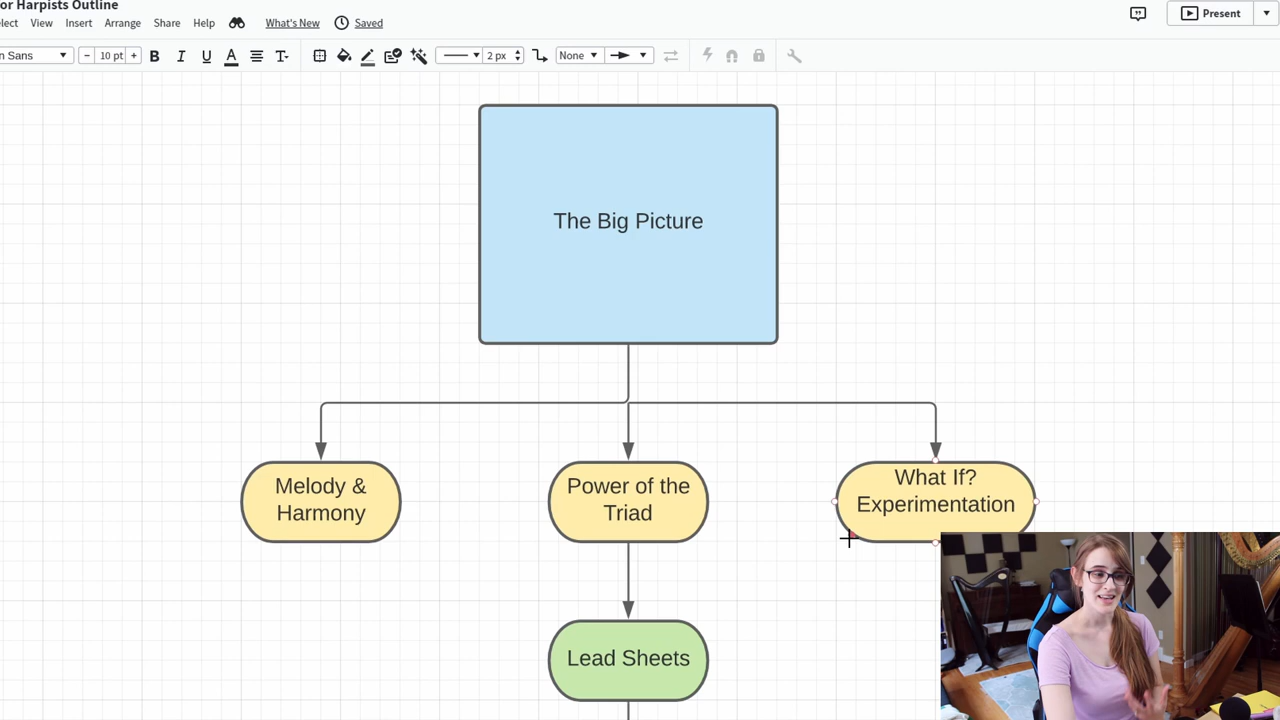 or Harpists Outline
elect View Insert Arrange Share Help What's New Saved
Present
n Sans 10 pt B I U A T 2 px None
The Big Picture
Melody &
Harmony
Power of the
Triad
What If?
Experimentation
Lead Sheets